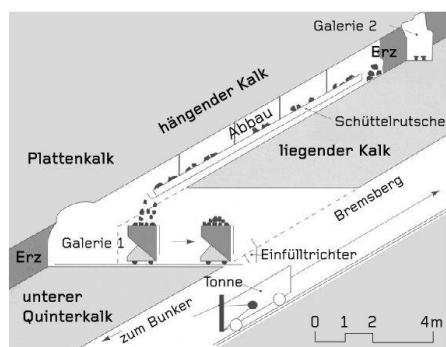 Galerie 2
Erz
hängender Kalk
Abbau
Schüttelrutsche
Plattenkalk
liegender Kalk
Bremsberg
Galerie 1
Erz
Einfülltrichter
unterer
Quinterkalk
Tonne
zum Bunker
0 1 2 4m